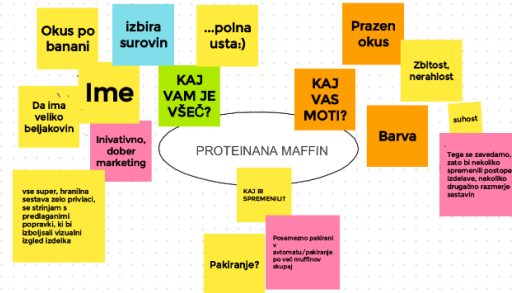 Okus po
banani
izbira
surovin
...polna
usta:)
Ime
KAJ
VAM JE
VŠEČ?
Da ima
veliko
beljakovin
Inivativno,
dober
marketing
vse super, hranilna
sestava zelo privlaci,
se strinjam s
predlaganimi
popravki, ki bi
izboljsali vizualni
izgled izdelka
PROTEINANA MAFFIN
Prazen
okus
KAJ
VAS
MOTI?
Zbitost,
nerahlost
Barva
suhost
Tega se zavedamo,
zato bi nekoliko
spremenili postope
izdelave, nekoliko
drugačno razmerje
sestavin
KAJ BI
SPREMENILI?
Pakiranje?
Posamezno pakirani
v
avtomatu/pakiranje
po več muffinov
skupaj